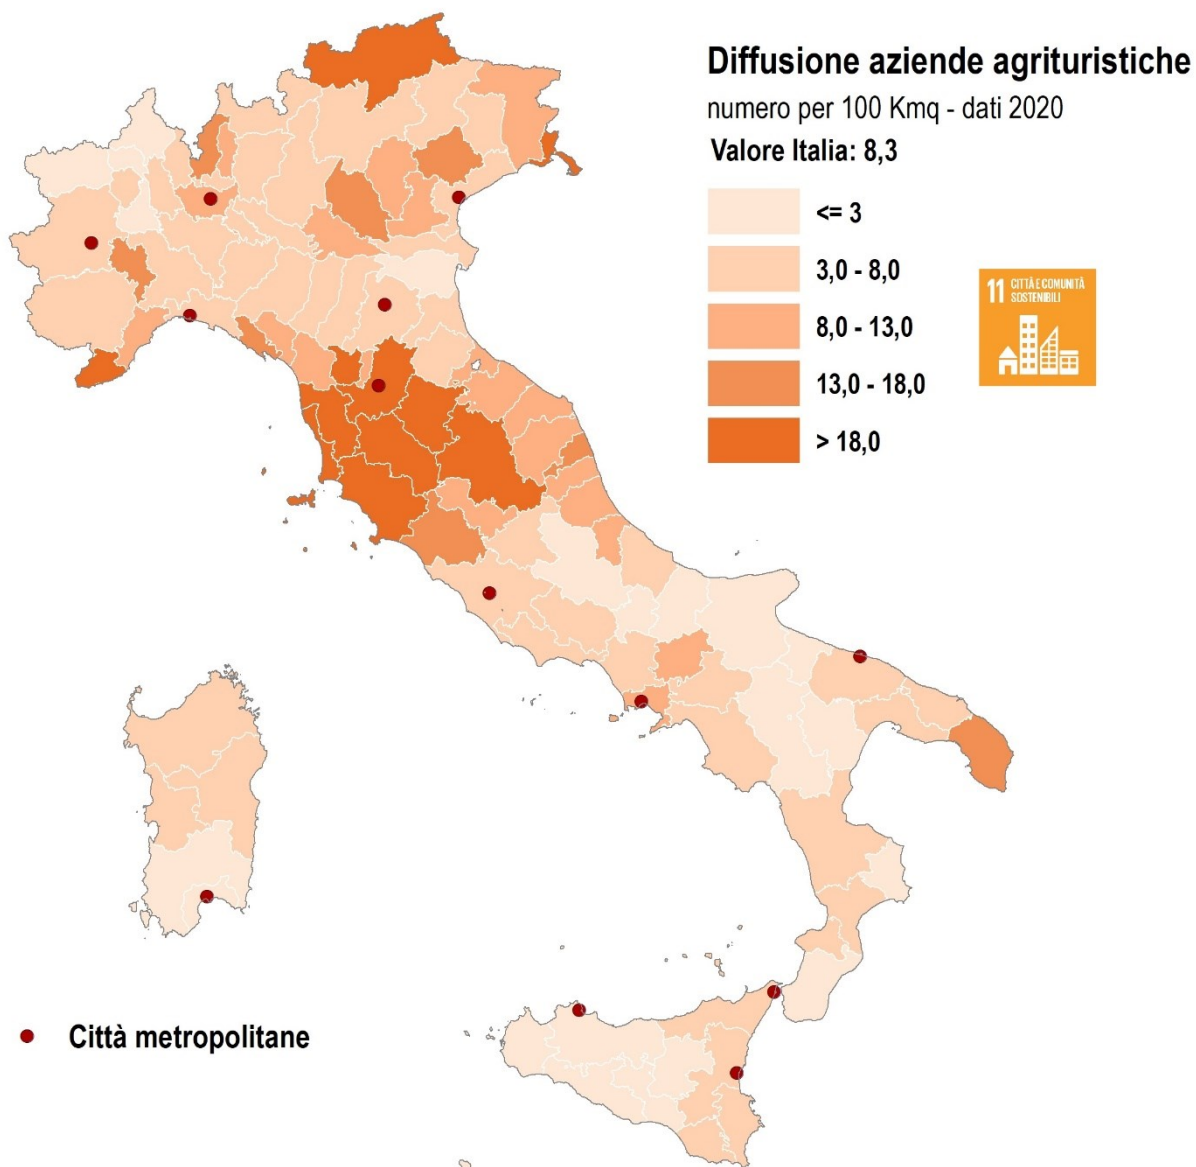 Diffusione aziende agrituristiche
numero per 100 Kmq - dati 2020
Valore Italia: 8,3
<= 3
3,0 - 8,0
8,0 - 13,0
13,0 - 18,0
> 18,0
11 CITTÀ E COMUNITÀ
SOSTENIBILI
Città metropolitane